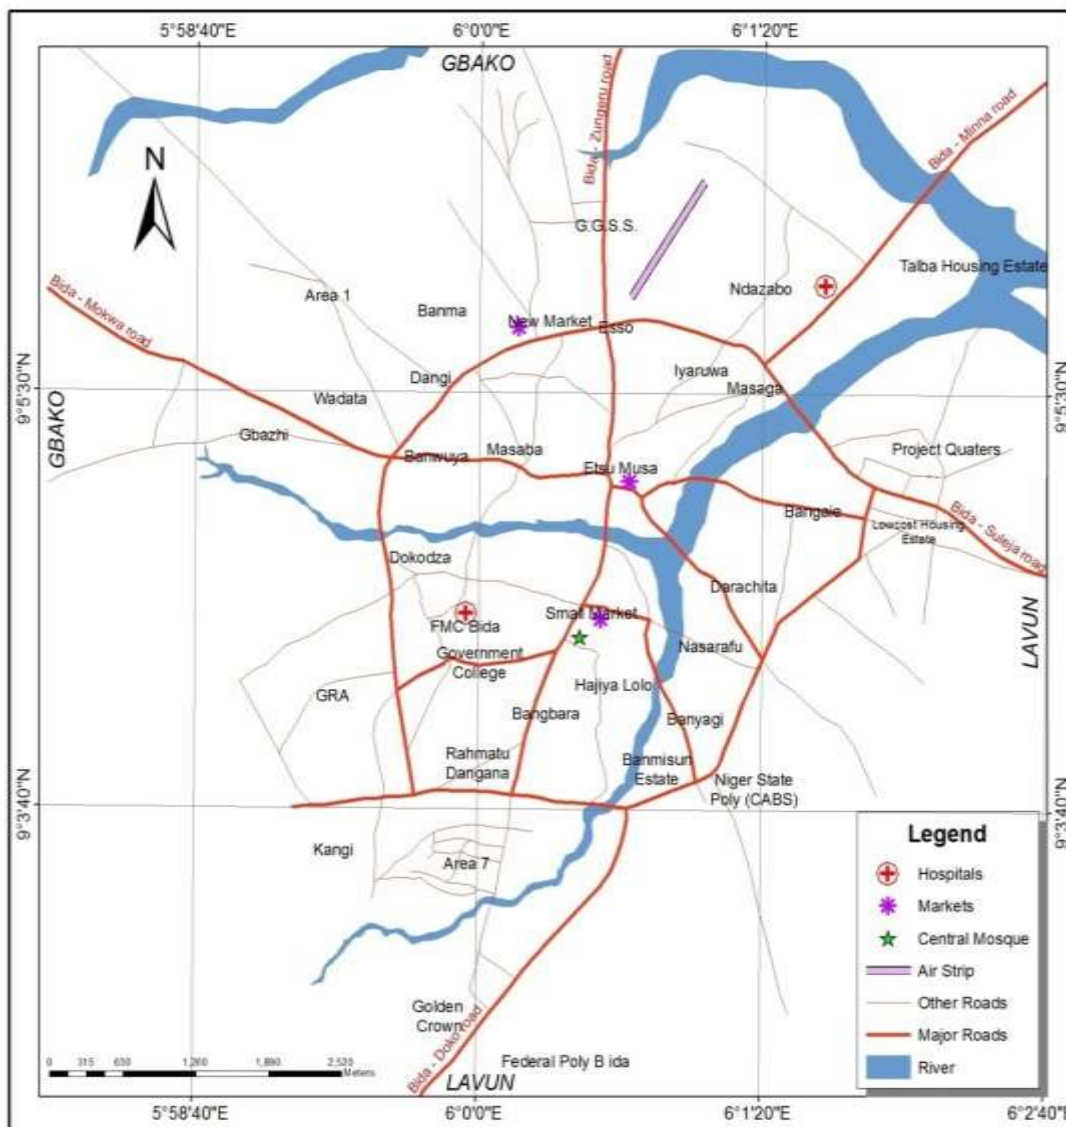 5°58'40"E
6°0'0"E
6°1'20"E
GBAKO
N
Bida - Zungeru road
Bida - Minna road
G.G.S.S.
Talba Housing Estate
Bida - Mokwa road
Area 1
Ndazabo
Banma
New Market
Esso
9°5'30"N
9°5'30"N
GBAKO
Dangi
Iyaruwa
Masaga
Wadata
Gbazhi
Masaba
Banwuya
Etsu Musa
Project Quaters
Bangaie
Lowcost Housing
Estate
Bida - Suleja road
Dokodza
Darachita
Small Market
FMC Bida
Government
College
Nasarafu
LAVUN
GRA
Hajiya Lolo
Bangbara
Banyagi
Rahmatu
Dangana
Banmisun
Estate
Niger State
Poly (CABS)
9°3'40"N
9°3'40"N
Kangi
Area 7
Legend
Hospitals
Markets
Central Mosque
Air Strip
Other Roads
Major Roads
River
Golden
Crown
Bida - Doko road
Federal Poly B ida
LAVUN
0 315 630 1,260 1,890 2,520
Meters
5°58'40"E
6°0'0"E
6°1'20"E
6°2'40"E